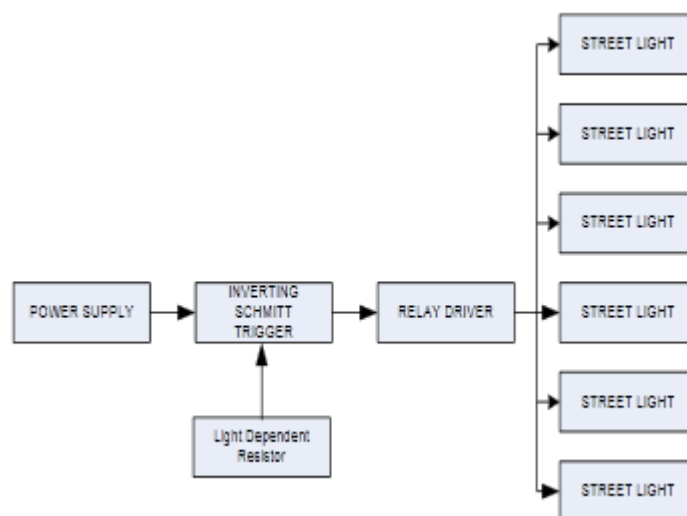 STREET LIGHT
STREET LIGHT
STREET LIGHT
POWER SUPPLY
INVERTING
SCHMITT
TRIGGER
RELAY DRIVER
STREET LIGHT
Light Dependent
Resistor
STREET LIGHT
STREET LIGHT